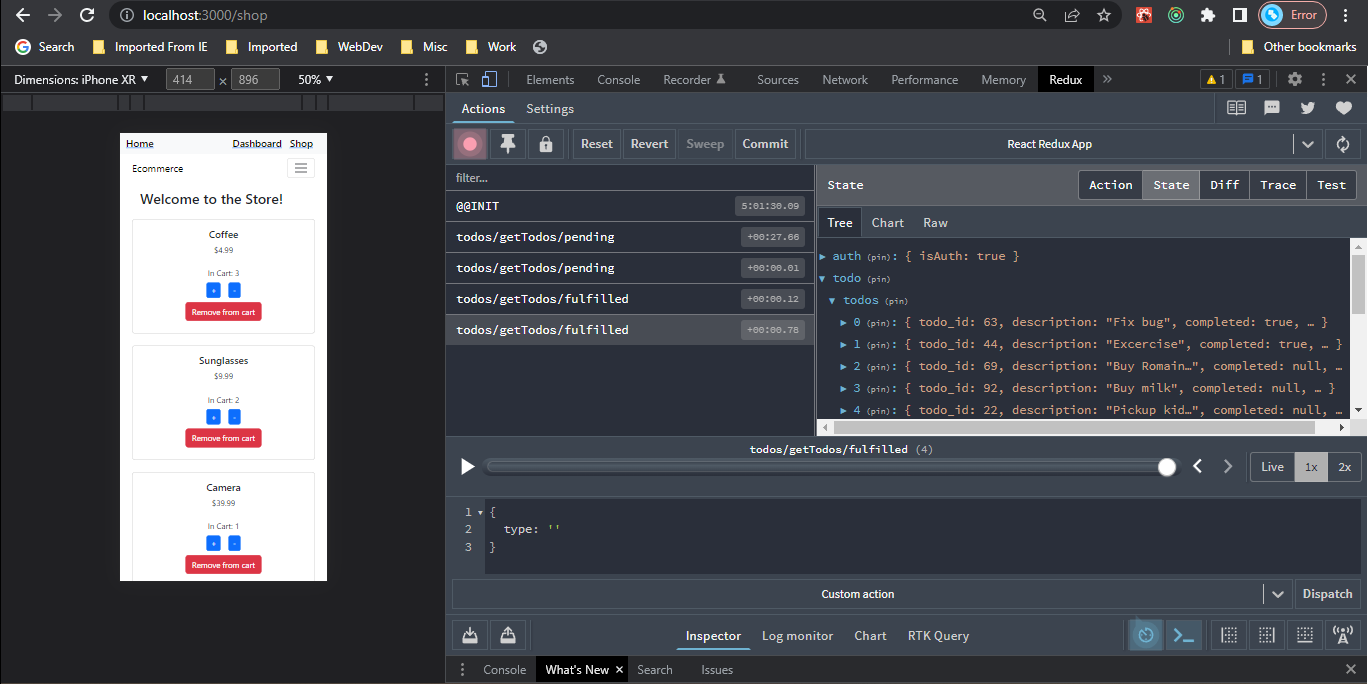 localhost:3000/shop
Error
Search Imported From IE Imported WebDev Misc Work Other bookmarks
Dimensions: iPhone XR ▼ 414 × 896 50% ▼
Elements Console Recorder Sources Network Performance Memory Redux » 1 1
Actions Settings
Reset Revert Sweep Commit React Redux App
filter...
@@INIT 5:01:30.09
todos/getTodos/pending +00:27.66
todos/getTodos/pending +00:00.01
todos/getTodos/fulfilled +00:00.12
todos/getTodos/fulfilled +00:00.78
State Action State Diff Trace Test
Tree Chart Raw
▶ auth (pin): { isAuth: true }
▼ todo (pin)
▼ todos (pin)
▶ 0 (pin): { todo_id: 63, description: "Fix bug", completed: true, … }
▶ 1 (pin): { todo_id: 44, description: "Excercise", completed: true, … }
▶ 2 (pin): { todo_id: 69, description: "Buy Romain…", completed: null, …
▶ 3 (pin): { todo_id: 92, description: "Buy milk", completed: null, … }
▶ 4 (pin): { todo_id: 22, description: "Pickup kid…", completed: null, …
Home Dashboard Shop
Ecommerce
Welcome to the Store!
Coffee
$4.99
In Cart: 3
+ -
Remove from cart
Sunglasses
$9.99
In Cart: 2
+ -
Remove from cart
Camera
$39.99
In Cart: 1
+ -
Remove from cart
todos/getTodos/fulfilled (4)
Live 1x 2x
1 {
2 type: ''
3 }
Custom action Dispatch
Inspector Log monitor Chart RTK Query
Console What's New × Search Issues